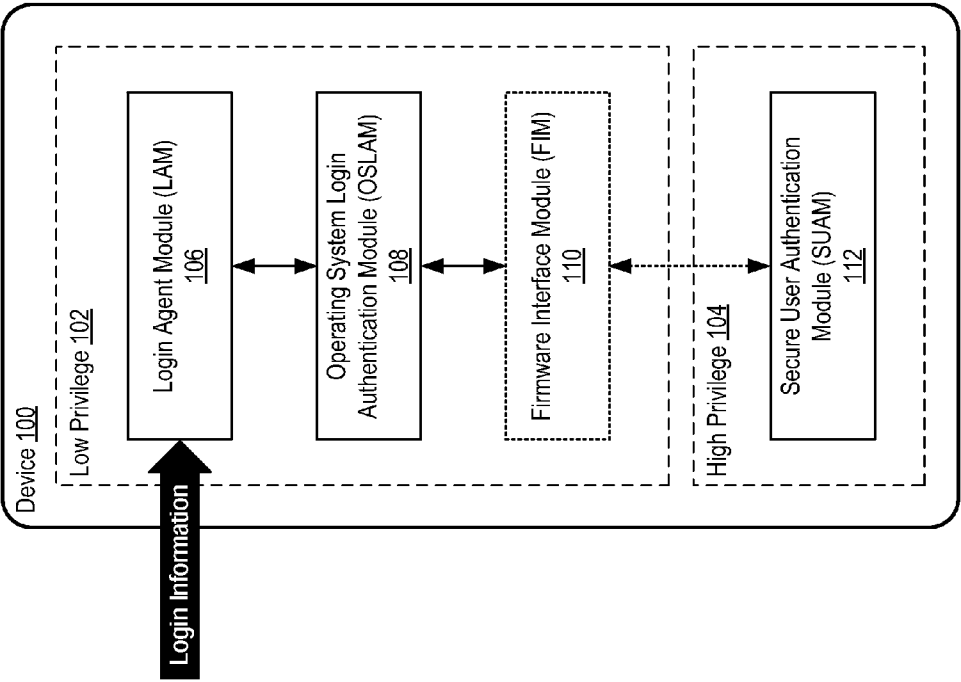 Device 100
Low Privilege 102
Login Information
Login Agent Module (LAM)
106
Operating System Login
Authentication Module (OSLAM)
108
Firmware Interface Module (FIM)
110
High Privilege 104
Secure User Authentication
Module (SUAM)
112